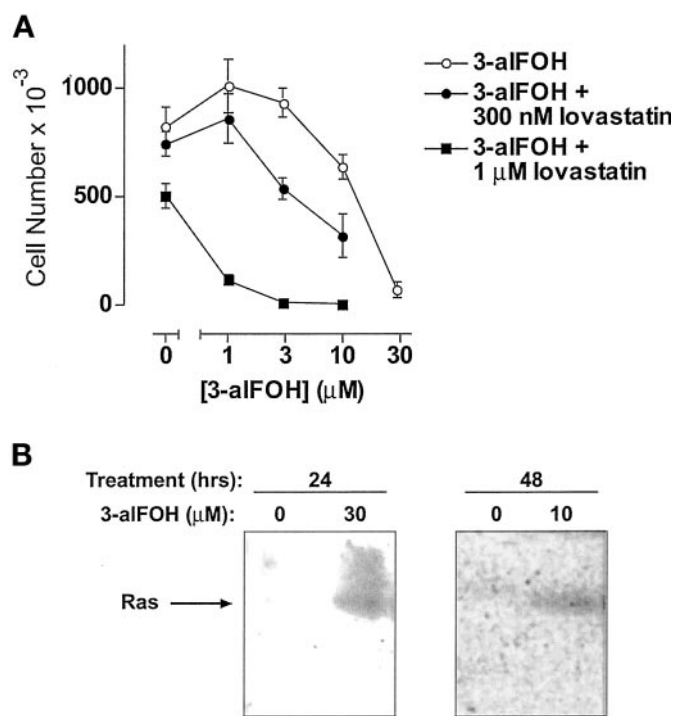 A
Cell Number x 10⁻³
1000
500
0
0 1 3 10 30
[3-alFOH] (μM)
3-alFOH
3-alFOH +
300 nM lovastatin
3-alFOH +
1 μM lovastatin
B
Treatment (hrs): 24 48
3-alFOH (μM): 0 30 0 10
Ras